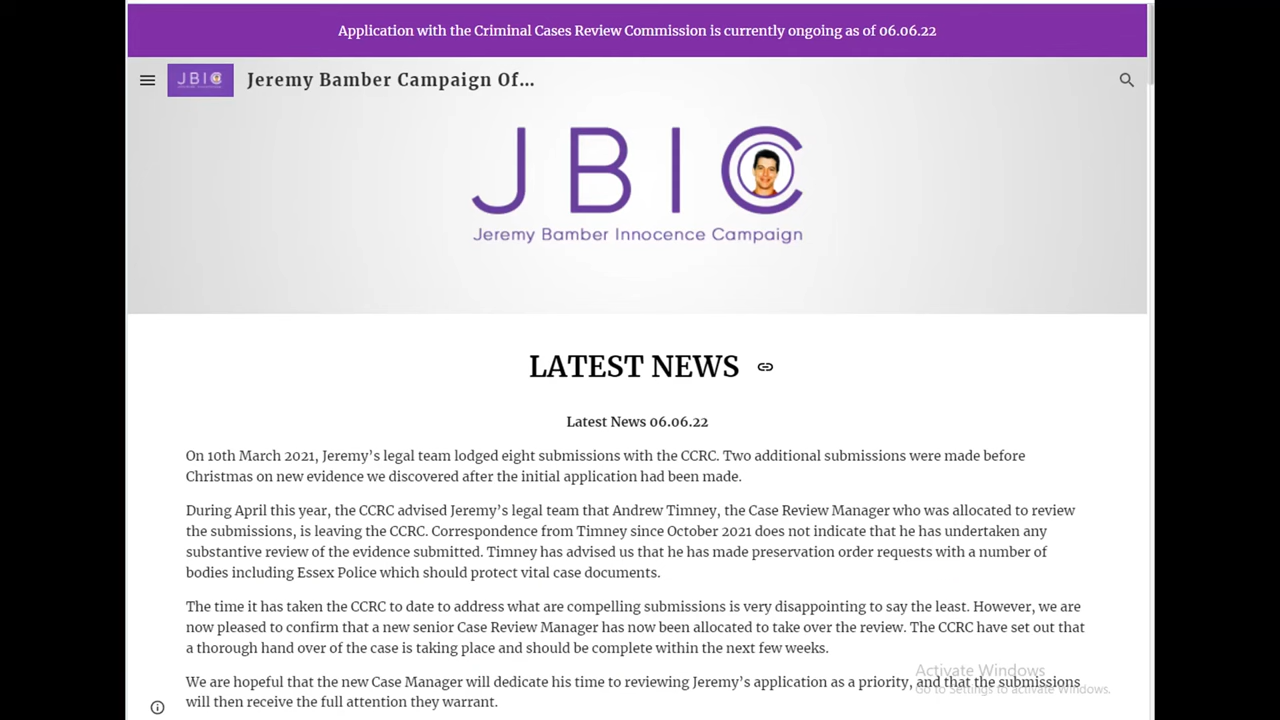 Application with the Criminal Cases Review Commission is currently ongoing as of 06.06.22
JBIC Jeremy Bamber Campaign Of...
JBIC
Jeremy Bamber Innocence Campaign
LATEST NEWS
Latest News 06.06.22
On 10th March 2021, Jeremy’s legal team lodged eight submissions with the CCRC. Two additional submissions were made before
Christmas on new evidence we discovered after the initial application had been made.
During April this year, the CCRC advised Jeremy’s legal team that Andrew Timney, the Case Review Manager who was allocated to review
the submissions, is leaving the CCRC. Correspondence from Timney since October 2021 does not indicate that he has undertaken any
substantive review of the evidence submitted. Timney has advised us that he has made preservation order requests with a number of
bodies including Essex Police which should protect vital case documents.
The time it has taken the CCRC to date to address what are compelling submissions is very disappointing to say the least. However, we are
now pleased to confirm that a new senior Case Review Manager has now been allocated to take over the review. The CCRC have set out that
a thorough hand over of the case is taking place and should be complete within the next few weeks.
Activate Windows
We are hopeful that the new Case Manager will dedicate his time to reviewing Jeremy’s application as a priority, and that the submissions
Go to Settings to activate Windows.
will then receive the full attention they warrant.